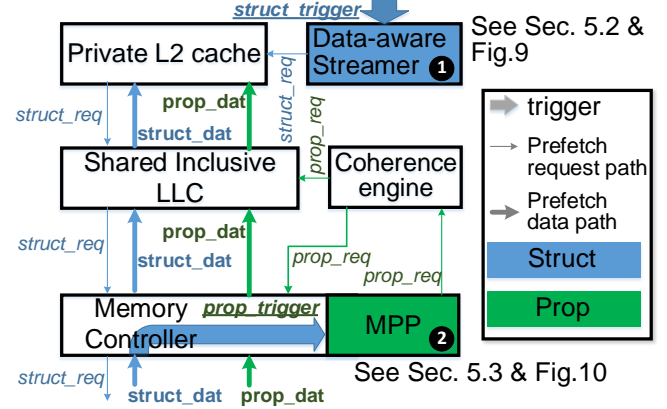 struct_trigger
Private L2 cache
Data-aware
Streamer 1
See Sec. 5.2 &
Fig.9
struct_req
struct_req
struct_req
prop_req
prop_dat
struct_dat
Shared Inclusive
LLC
Coherence
engine
trigger
Prefetch
request path
Prefetch
data path
Struct
Prop
struct_req
prop_dat
struct_dat
prop_req
prop_req
Memory
Controller
prop_trigger
MPP
2
See Sec. 5.3 & Fig.10
struct_req
struct_dat
prop_dat